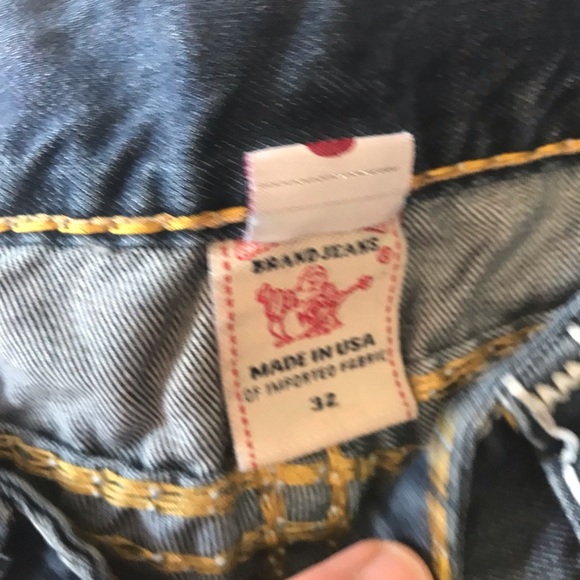 BRAND JEANS
MADE IN USA
OF IMPORTED FABRIC
32